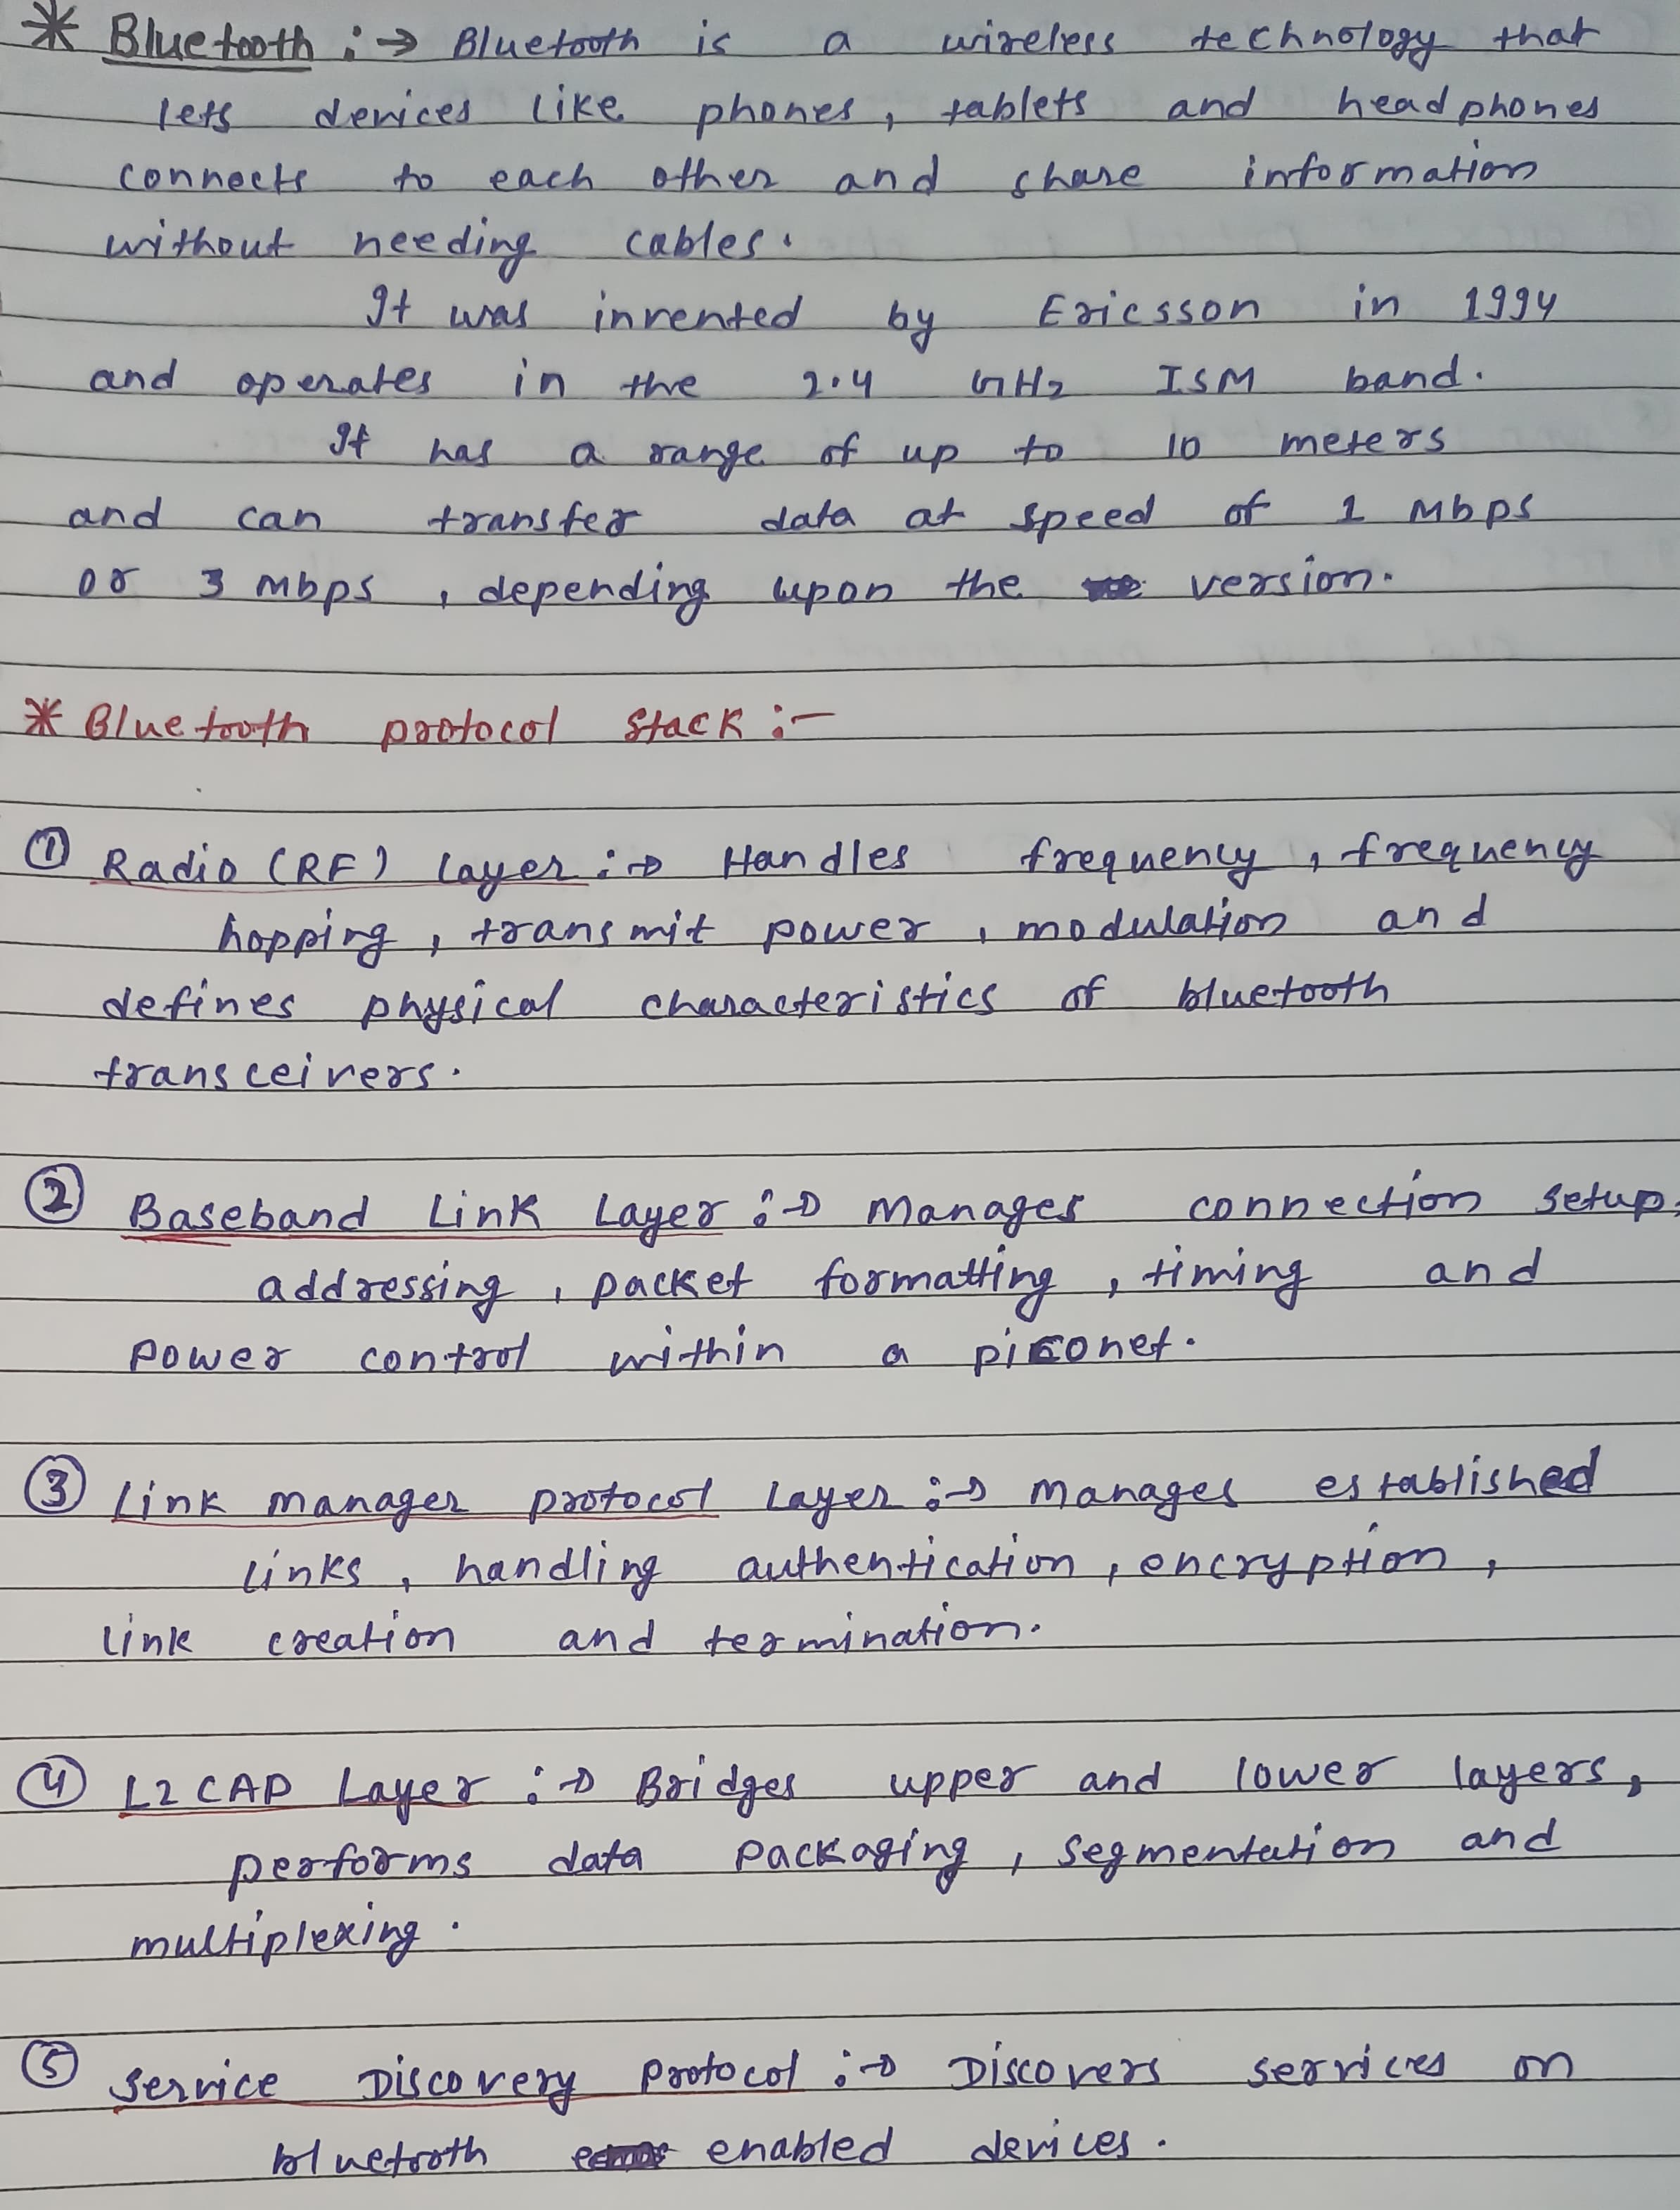 * Bluetooth :→ Bluetooth is a wireless technology that
lets devices like phones, tablets and headphones
connects to each other and share information
without needing cables.
It was invented by Ericsson in 1994
and operates in the 2.4 GHz ISM band.
It has a range of up to 10 meters
and can transfer data at speed of 1 Mbps
or 3 Mbps, depending upon the version.
* Bluetooth protocol stack :-
① Radio (RF) Layer :→ Handles frequency, frequency
hopping, transmit power, modulation and
defines physical characteristics of bluetooth
transceivers.
② Baseband Link Layer :→ Manages connection setup,
addressing, packet formatting, timing and
power control within a piconet.
③ Link manager protocol Layer :→ Manages established
links, handling authentication, encryption,
link creation and termination.
④ L2CAP Layer :→ Bridges upper and lower layers,
performs data packaging, segmentation and
multiplexing.
⑤ Service Discovery Protocol :→ Discovers services on
bluetooth enabled devices.